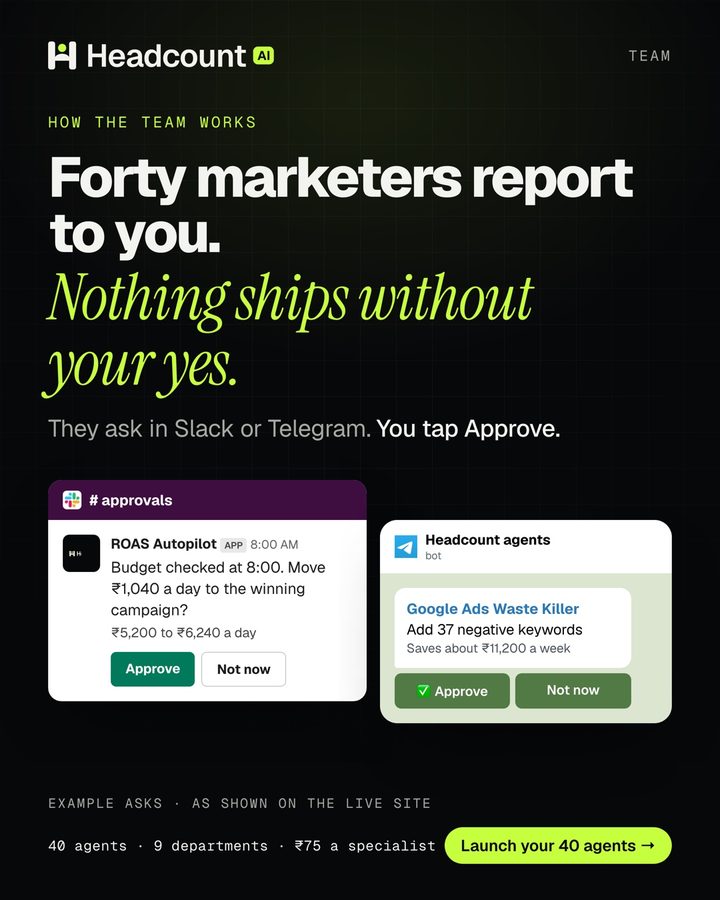 Headcount AI
TEAM
HOW THE TEAM WORKS
Forty marketers report
to you.
Nothing ships without
your yes.
They ask in Slack or Telegram. You tap Approve.
# approvals
ROAS Autopilot APP 8:00 AM
Budget checked at 8:00. Move
₹1,040 a day to the winning
campaign?
₹5,200 to ₹6,240 a day
Approve
Not now
Headcount agents
bot
Google Ads Waste Killer
Add 37 negative keywords
Saves about ₹11,200 a week
✅ Approve
Not now
EXAMPLE ASKS · AS SHOWN ON THE LIVE SITE
40 agents · 9 departments · ₹75 a specialist
Launch your 40 agents →